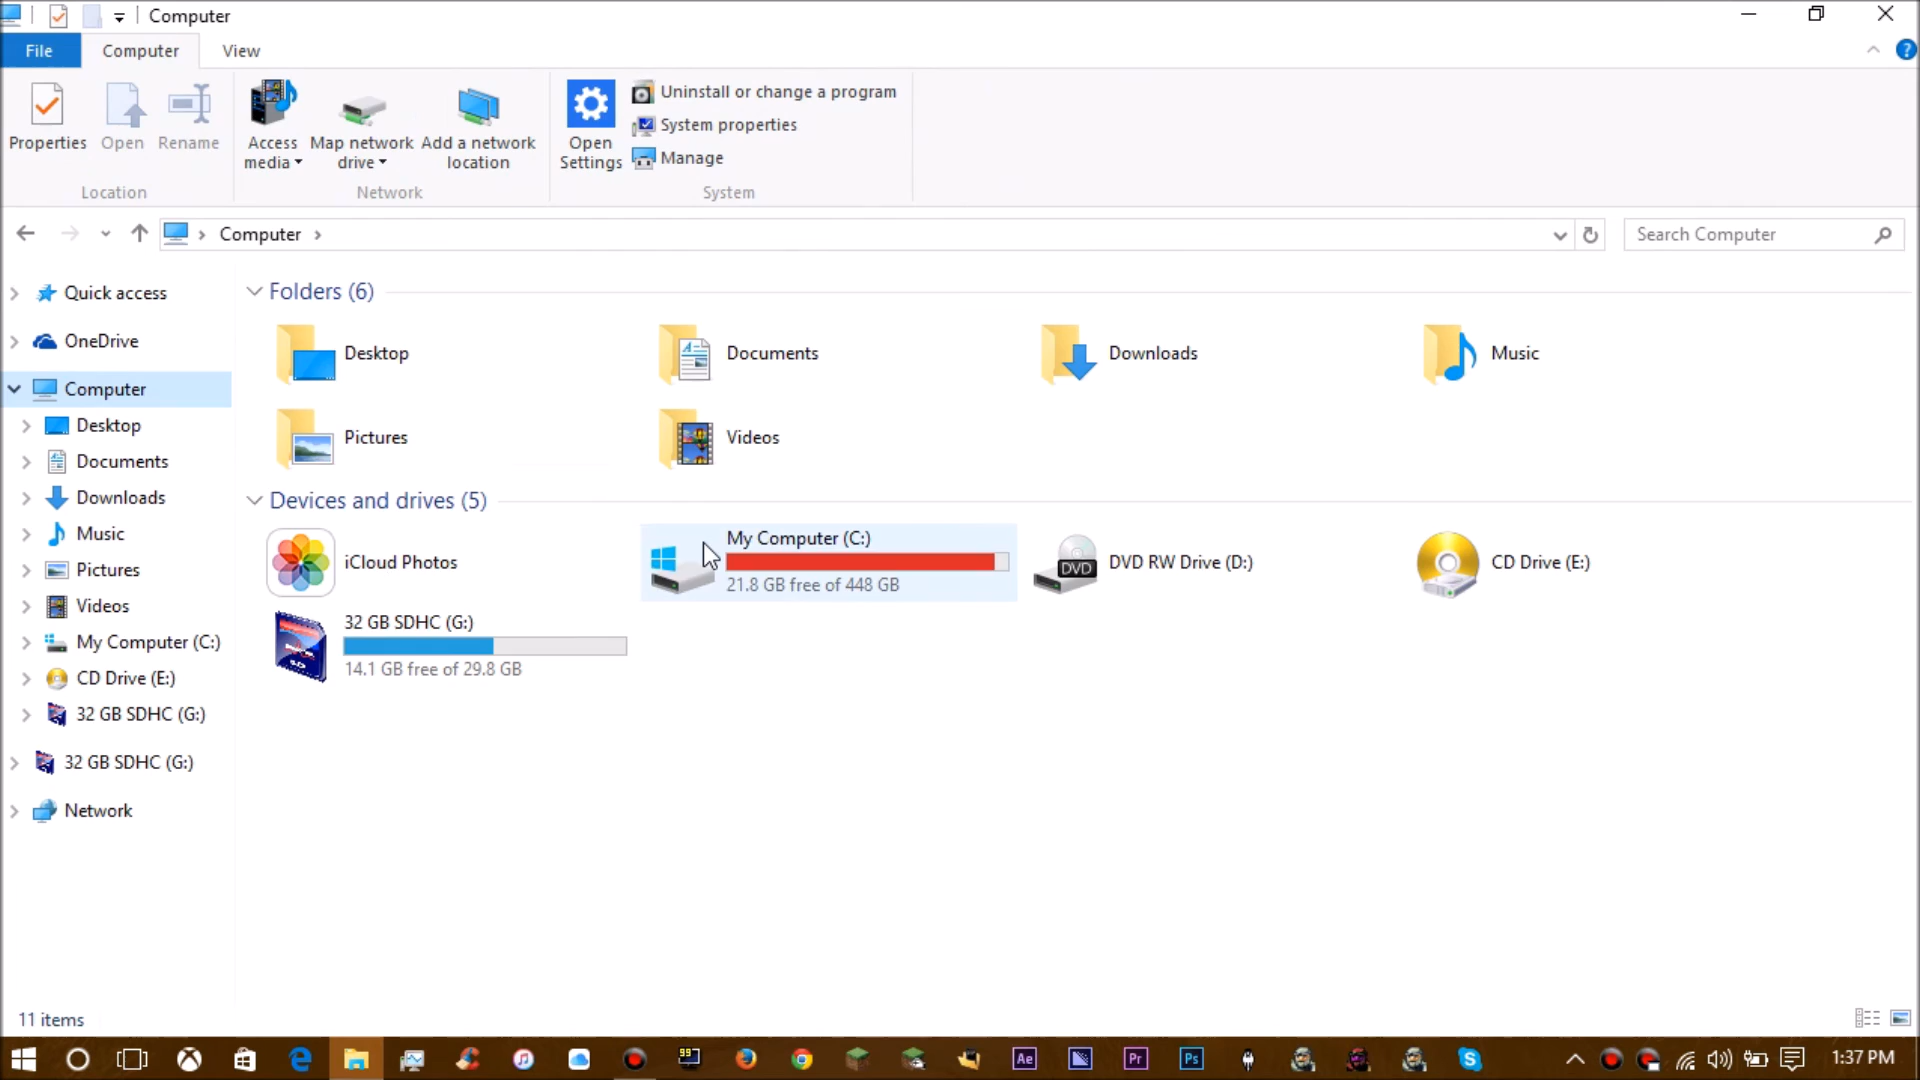 Computer
File
Computer
View
Properties
Open
Rename
Access media
Map network drive
Add a network location
Open Settings
Uninstall or change a program
System properties
Manage
Location
Network
System
Computer
Search Computer
Quick access
OneDrive
Computer
Desktop
Documents
Downloads
Music
Pictures
Videos
My Computer (C:)
CD Drive (E:)
32 GB SDHC (G:)
32 GB SDHC (G:)
Network
Folders (6)
Desktop
Documents
Downloads
Music
Pictures
Videos
Devices and drives (5)
iCloud Photos
My Computer (C:)
21.8 GB free of 448 GB
DVD
DVD RW Drive (D:)
CD Drive (E:)
32 GB SDHC (G:)
14.1 GB free of 29.8 GB
11 items
99
Ae
Pr
Ps
1:37 PM